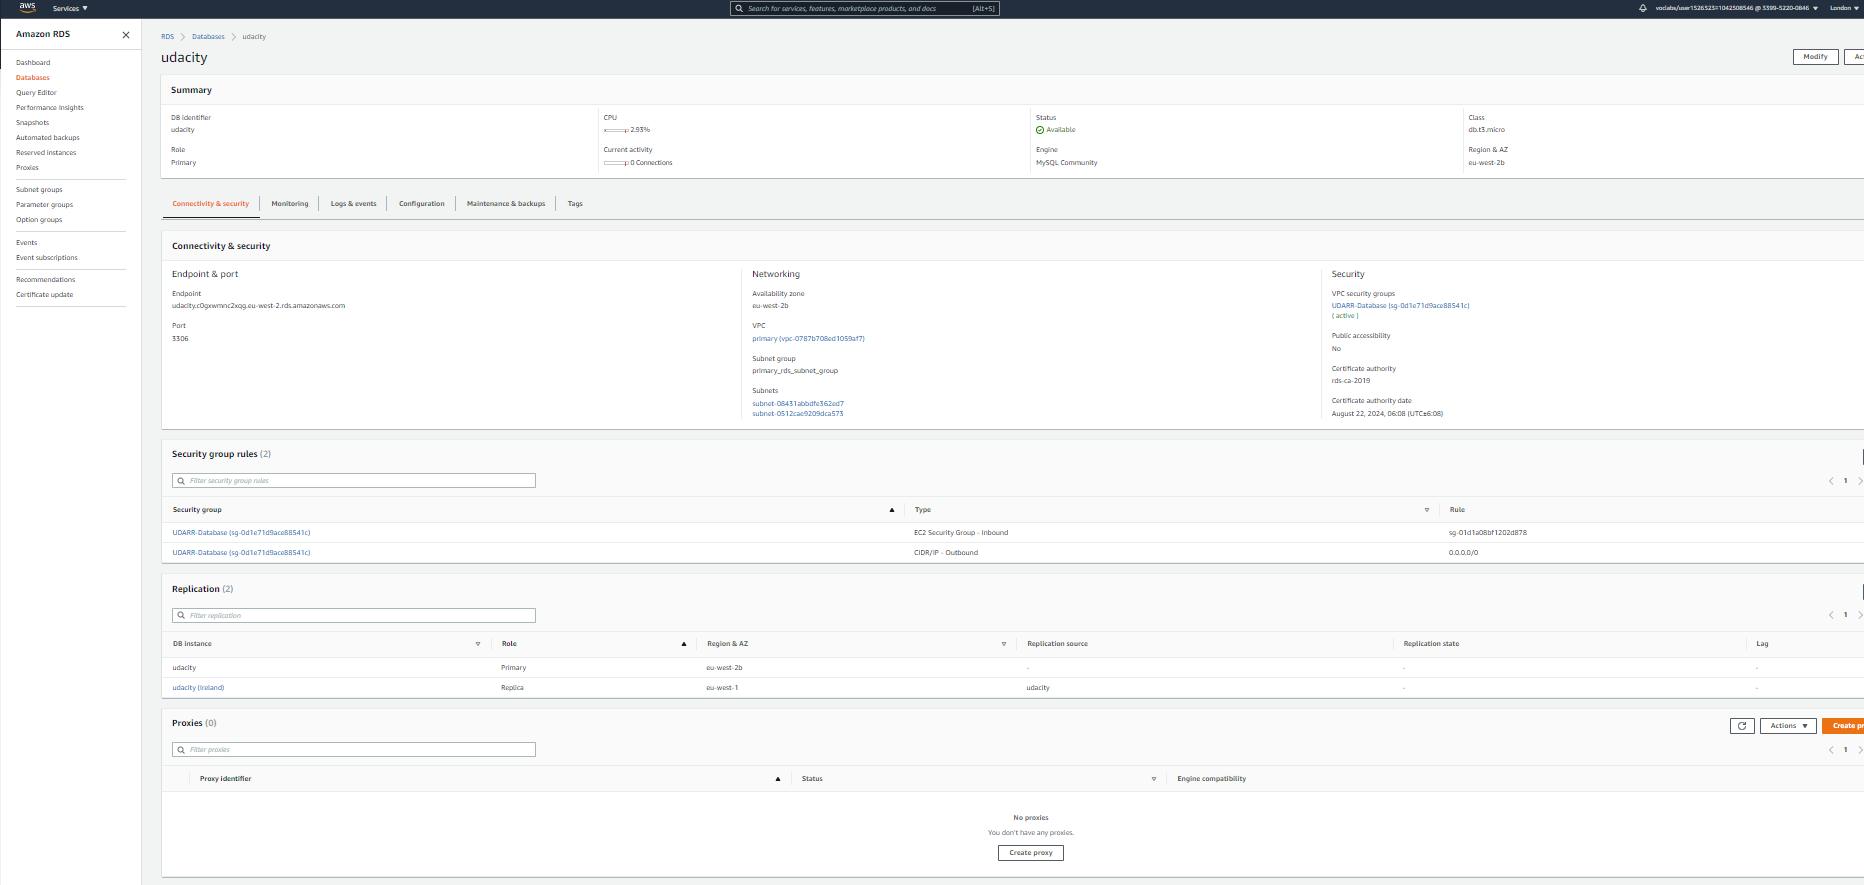 aws
Services
Search for services, features, marketplace products, and docs [Alt+S]
voclabs/user1526523=1042508546 @ 3399-5220-0846
London
Amazon RDS
Dashboard
Databases
Query Editor
Performance Insights
Snapshots
Automated backups
Reserved instances
Proxies
Subnet groups
Parameter groups
Option groups
Events
Event subscriptions
Recommendations
Certificate update
RDS > Databases > udacity
udacity
Modify
Summary
DB identifier
udacity
Role
Primary
CPU
2.93%
Current activity
0 Connections
Status
Available
Engine
MySQL Community
Class
db.t3.micro
Region & AZ
eu-west-2b
Connectivity & security
Monitoring
Logs & events
Configuration
Maintenance & backups
Tags
Connectivity & security
Endpoint & port
Endpoint
udacity.c0gxwmnc2xqg.eu-west-2.rds.amazonaws.com
Port
3306
Networking
Availability zone
eu-west-2b
VPC
primary (vpc-0787b708ed1059af7)
Subnet group
primary_rds_subnet_group
Subnets
subnet-08431abbdfe362ed7
subnet-0512cae9209dca573
Security
VPC security groups
UDARR-Database (sg-0d1e71d9ace88541c)
( active )
Public accessibility
No
Certificate authority
rds-ca-2019
Certificate authority date
August 22, 2024, 06:08 (UTC±6:08)
Security group rules (2)
Filter security group rules
1
Security group Type Rule
UDARR-Database (sg-0d1e71d9ace88541c) EC2 Security Group - Inbound sg-01d1a08bf1202d878
UDARR-Database (sg-0d1e71d9ace88541c) CIDR/IP - Outbound 0.0.0.0/0
Replication (2)
Filter replication
1
DB instance Role Region & AZ Replication source Replication state Lag
udacity Primary eu-west-2b - - -
udacity (Ireland) Replica eu-west-1 udacity - -
Proxies (0)
Actions
Create pr
Filter proxies
1
Proxy identifier Status Engine compatibility
No proxies
You don't have any proxies.
Create proxy